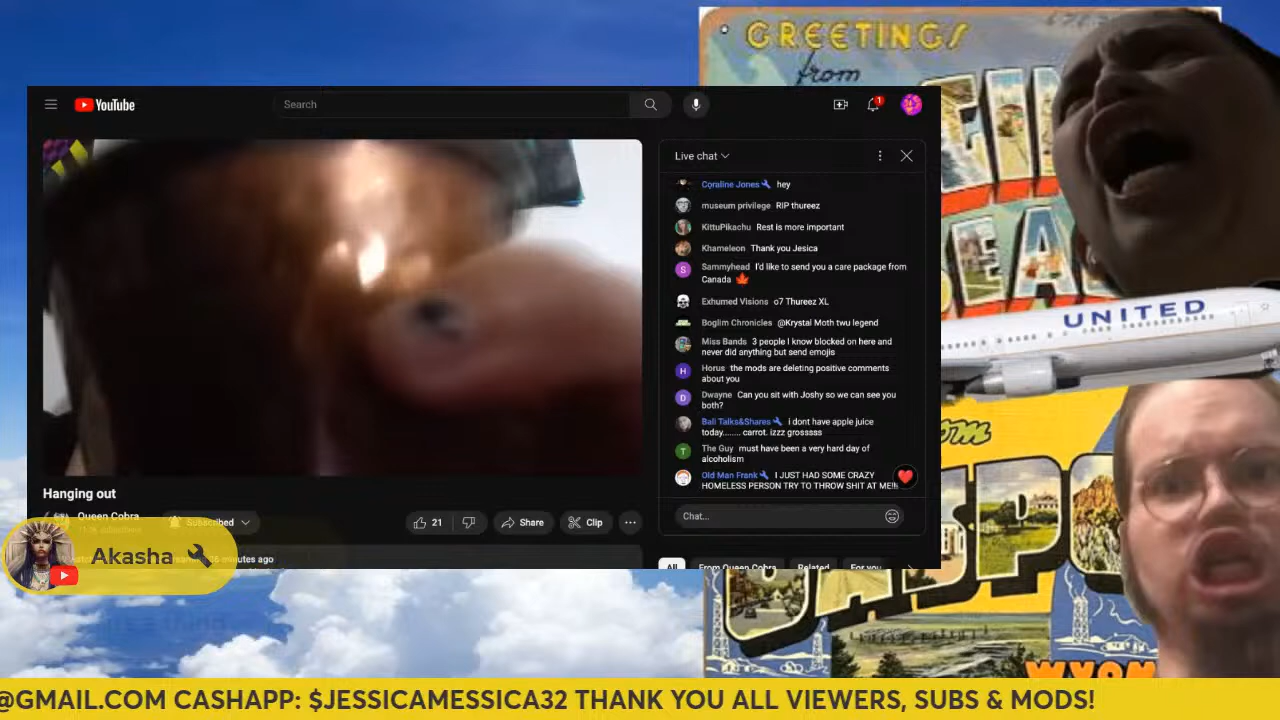 GREETINGS
from
YouTube
Search
1
Live chat
Coraline Jones hey
museum privilege RIP thureez
KittuPikachu Rest is more important
Khameleon Thank you Jesica
S Sammyhead I'd like to send you a care package from
Canada
Exhumed Visions o7 Thureez XL
Boglim Chronicles @Krystal Moth twu legend
Miss Bands 3 people I know blocked on here and
never did anything but send emojis
H Horus the mods are deleting positive comments
about you
D Dwayne Can you sit with Joshy so we can see you
both?
Bali Talks&Shares i dont have apple juice
today........ carrot. izzz grosssss
T The Guy must have been a very hard day of
alcoholism
Old Man Frank I JUST HAD SOME CRAZY
HOMELESS PERSON TRY TO THROW SHIT AT ME!!!
Chat...
UNITED
Hanging out
Queen Cobra
Subscribed
21
Share
Clip
minutes ago
All From Queen Cobra Related For you
Akasha
@GMAIL.COM CASHAPP: $JESSICAMESSICA32 THANK YOU ALL VIEWERS, SUBS & MODS!